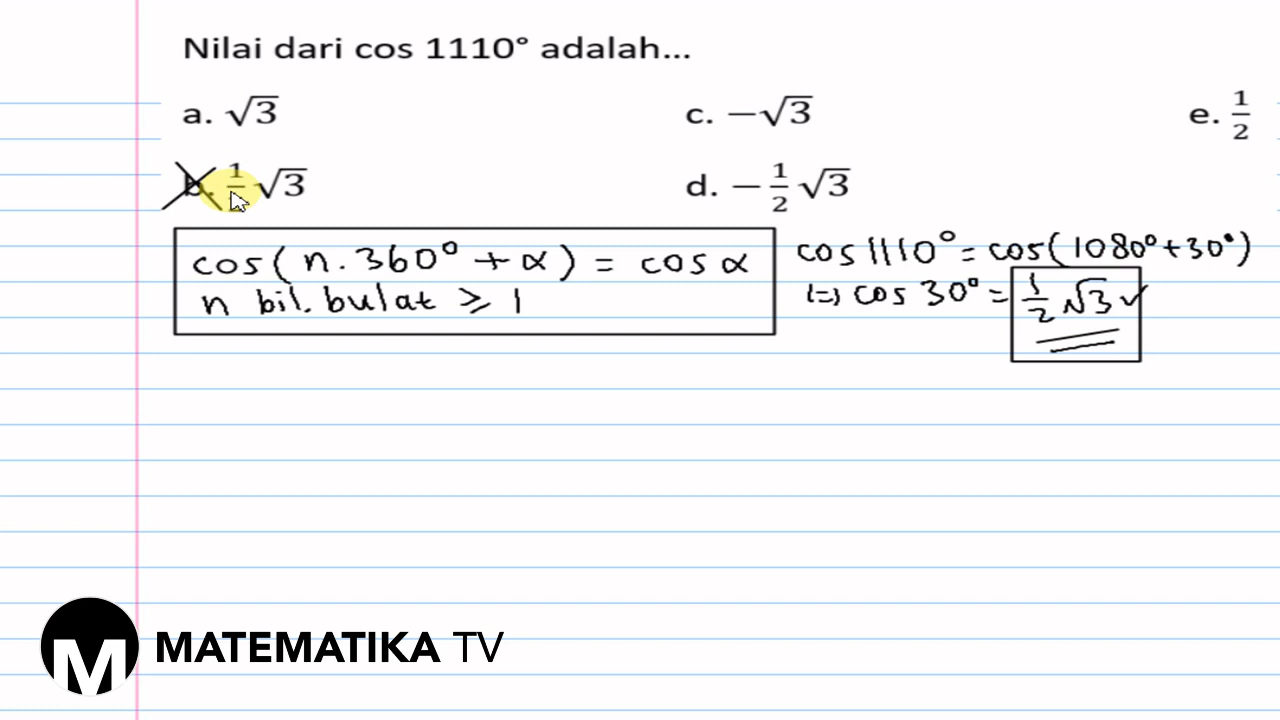 Nilai dari cos 1110° adalah...
a. √3
c. −√3
e. 1/2
b. 1/2 √3
d. − 1/2 √3
cos(n.360° + α) = cos α
n bil. bulat ≥ 1
cos 1110° = cos(1080° + 30°)
⇔ cos 30° = 1/2 √3 ✓
M MATEMATIKA TV